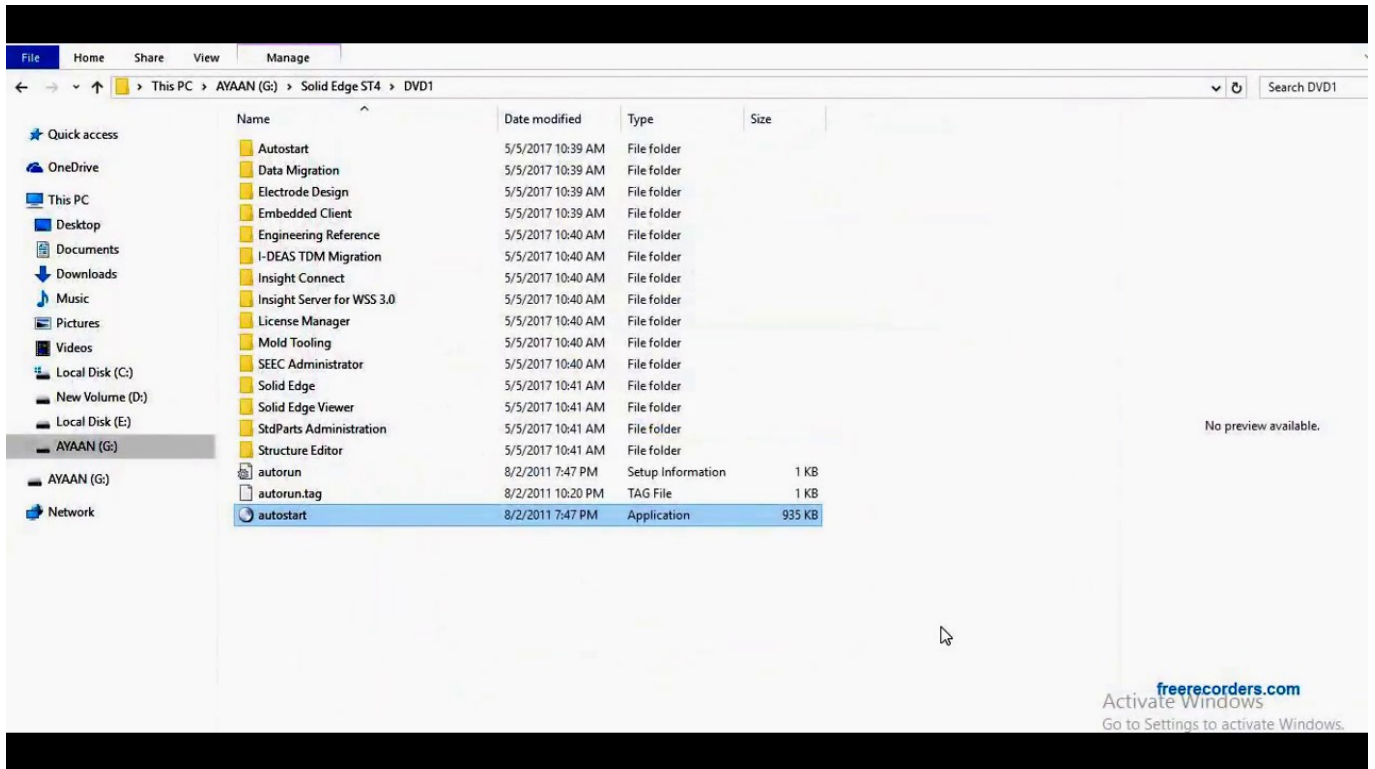 File Home Share View Manage
This PC > AYAAN (G:) > Solid Edge ST4 > DVD1 Search DVD1
Name Date modified Type Size
Quick access
OneDrive
This PC
Desktop
Documents
Downloads
Music
Pictures
Videos
Local Disk (C:)
New Volume (D:)
Local Disk (E:)
AYAAN (G:)
AYAAN (G:)
Network
Autostart 5/5/2017 10:39 AM File folder
Data Migration 5/5/2017 10:39 AM File folder
Electrode Design 5/5/2017 10:39 AM File folder
Embedded Client 5/5/2017 10:39 AM File folder
Engineering Reference 5/5/2017 10:40 AM File folder
I-DEAS TDM Migration 5/5/2017 10:40 AM File folder
Insight Connect 5/5/2017 10:40 AM File folder
Insight Server for WSS 3.0 5/5/2017 10:40 AM File folder
License Manager 5/5/2017 10:40 AM File folder
Mold Tooling 5/5/2017 10:40 AM File folder
SEEC Administrator 5/5/2017 10:40 AM File folder
Solid Edge 5/5/2017 10:41 AM File folder
Solid Edge Viewer 5/5/2017 10:41 AM File folder
StdParts Administration 5/5/2017 10:41 AM File folder
Structure Editor 5/5/2017 10:41 AM File folder
autorun 8/2/2011 7:47 PM Setup Information 1 KB
autorun.tag 8/2/2011 10:20 PM TAG File 1 KB
autostart 8/2/2011 7:47 PM Application 935 KB
No preview available.
freerecorders.com
Activate Windows
Go to Settings to activate Windows.